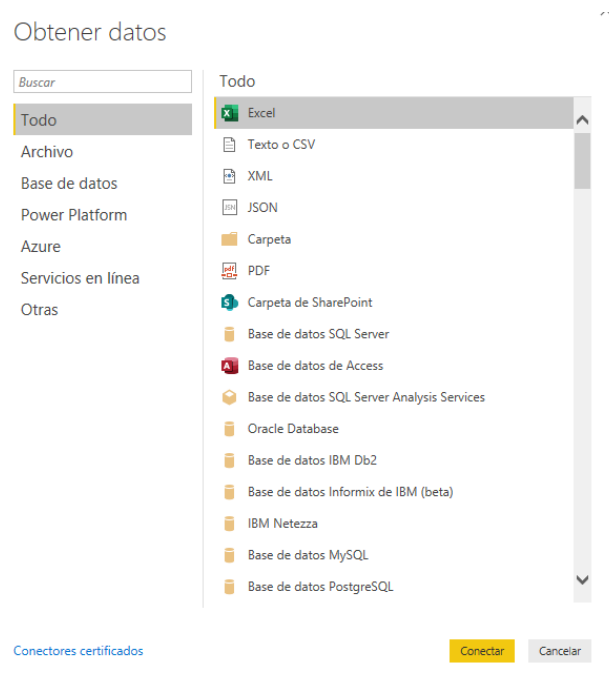 Obtener datos
Buscar
Todo
Archivo
Base de datos
Power Platform
Azure
Servicios en línea
Otras
Todo
Excel
Texto o CSV
XML
JSON
Carpeta
PDF
Carpeta de SharePoint
Base de datos SQL Server
Base de datos de Access
Base de datos SQL Server Analysis Services
Oracle Database
Base de datos IBM Db2
Base de datos Informix de IBM (beta)
IBM Netezza
Base de datos MySQL
Base de datos PostgreSQL
Conectores certificados
Conectar
Cancelar